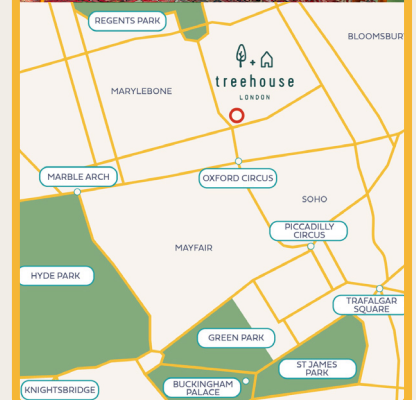 REGENTS PARK
BLOOMSBUR
treehouse
LONDON
MARYLEBONE
MARBLE ARCH
OXFORD CIRCUS
SOHO
PICCADILLY
CIRCUS
MAYFAIR
HYDE PARK
TRAFALGAR
SQUARE
GREEN PARK
ST JAMES
PARK
BUCKINGHAM
PALACE
KNIGHTSBRIDGE